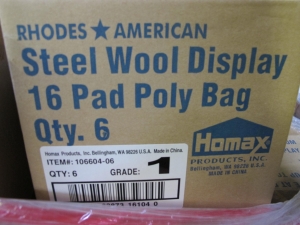 RHODES ★ AMERICAN
Steel Wool Display
16 Pad Poly Bag
Qty. 6
Homax
PRODUCTS, INC.
Bellingham, WA 98226 U.S.A.
MADE IN CHINA
Homax Products, Inc. Bellingham, WA 98226 U.S.A. Made in China.
ITEM#: 106604-06
QTY: 6 GRADE: 1